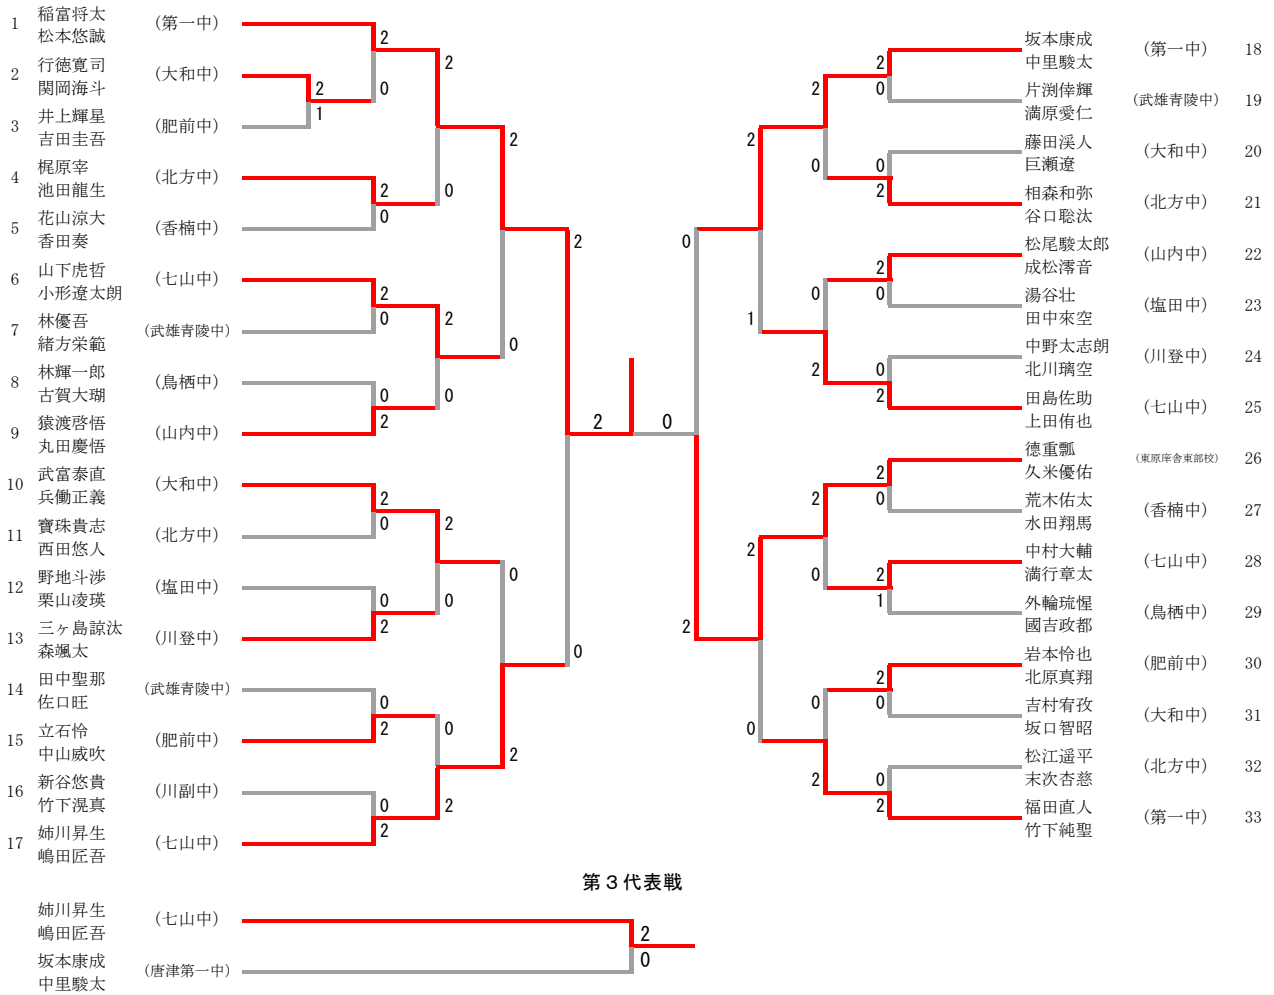 1 稲富将太 (第一中)
松本悠誠
2 行徳寛司 (大和中)
関岡海斗
3 井上輝星 (肥前中)
吉田圭吾
4 梶原宰 (北方中)
池田龍生
5 花山涼大 (香楠中)
香田奏
6 山下虎哲 (七山中)
小形遼太朗
7 林優吾 (武雄青陵中)
緒方栄範
8 林輝一郎 (鳥栖中)
古賀大瑚
9 猿渡啓悟 (山内中)
丸田慶悟
10 武富泰直 (大和中)
兵働正義
11 寶珠貴志 (北方中)
西田悠人
12 野地斗渉 (塩田中)
栗山凌瑛
13 三ヶ島諒汰 (川登中)
森颯太
14 田中聖那 (武雄青陵中)
佐口旺
15 立石怜 (肥前中)
中山威吹
16 新谷悠貴 (川副中)
竹下滉真
17 姉川昇生 (七山中)
嶋田匠吾
2
0
2
1
2
0
2
0
0
2
2
0
0
2
0
2
0
2
2
0
2
0
2
0
0
2
2
0
0
2
2
0
2
0
坂本康成 (第一中) 18
中里駿太
片渕倖輝 (武雄青陵中) 19
満原愛仁
藤田渓人 (大和中) 20
巨瀬遼
相森和弥 (北方中) 21
谷口聡汰
松尾駿太郎 (山内中) 22
成松澪音
湯谷壮 (塩田中) 23
田中來空
中野太志朗 (川登中) 24
北川璃空
田島佐助 (七山中) 25
上田侑也
德重瓢 (東原庠舎東部校) 26
久米優佑
荒木佑太 (香楠中) 27
水田翔馬
中村大輔 (七山中) 28
満行章太
外輪琉惺 (鳥栖中) 29
國吉政都
岩本怜也 (肥前中) 30
北原真翔
吉村宥孜 (大和中) 31
坂口智昭
松江遥平 (北方中) 32
末次杏慈
福田直人 (第一中) 33
竹下純聖
2
0
0
2
2
0
0
2
2
0
2
1
2
0
0
2
2
0
0
2
2
0
0
2
2
1
2
0
0
2
第３代表戦
姉川昇生 (七山中)
嶋田匠吾
2
0
坂本康成 (唐津第一中)
中里駿太